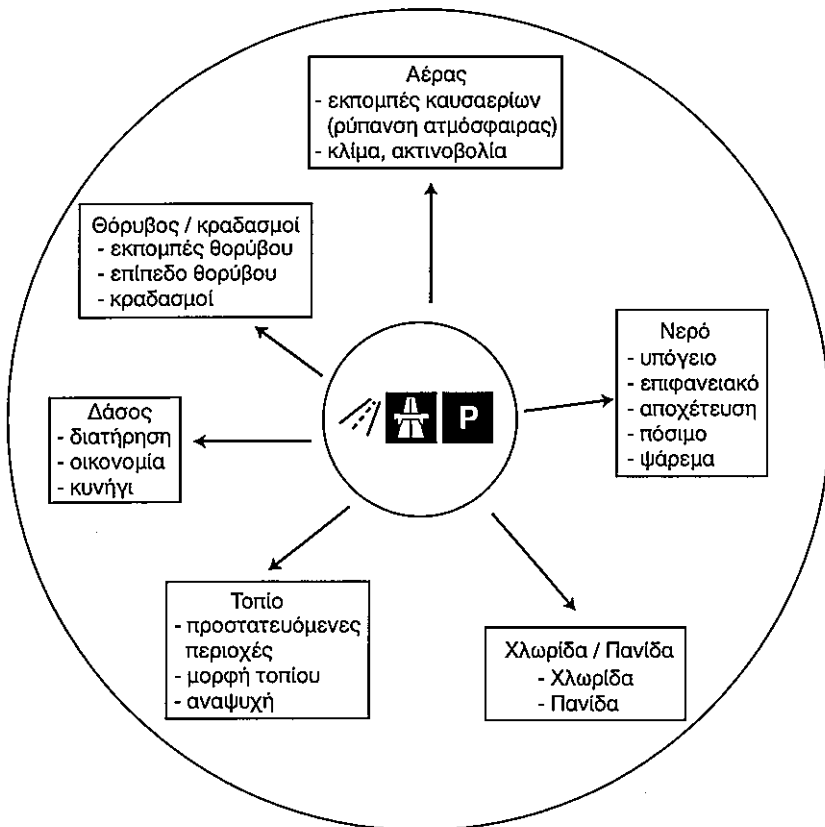 Αέρας
- εκπομπές καυσαερίων
(ρύπανση ατμόσφαιρας)
- κλίμα, ακτινοβολία
Θόρυβος / κραδασμοί
- εκπομπές θορύβου
- επίπεδο θορύβου
- κραδασμοί
Νερό
- υπόγειο
- επιφανειακό
- αποχέτευση
- πόσιμο
- ψάρεμα
P
Δάσος
- διατήρηση
- οικονομία
- κυνήγι
Τοπίο
- προστατευόμενες
περιοχές
- μορφή τοπίου
- αναψυχή
Χλωρίδα / Πανίδα
- Χλωρίδα
- Πανίδα